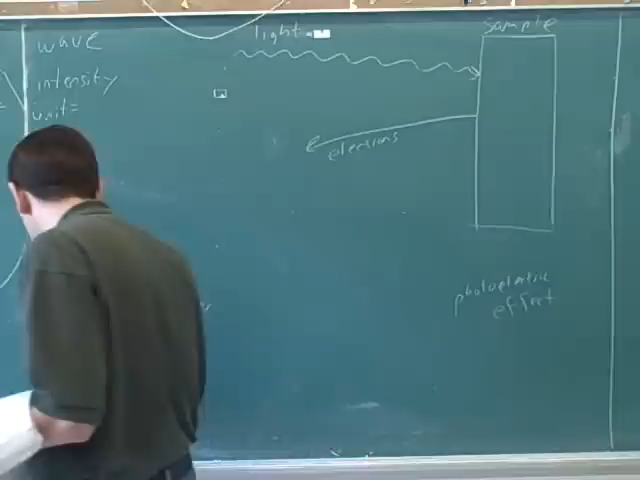 wave
intensity
unit=
light
sample
electrons
photoelectric
effect